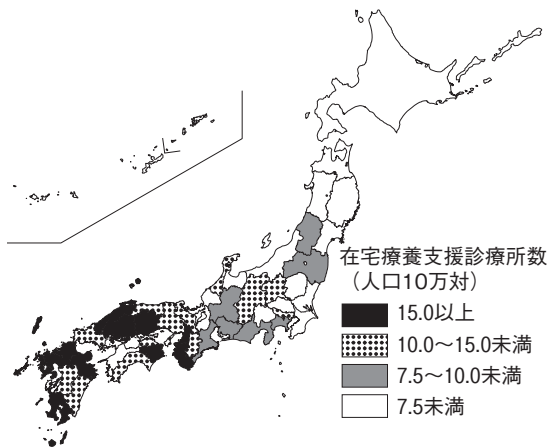 在宅療養支援診療所数
（人口10万対）
15.0以上
10.0～15.0未満
7.5～10.0未満
7.5未満